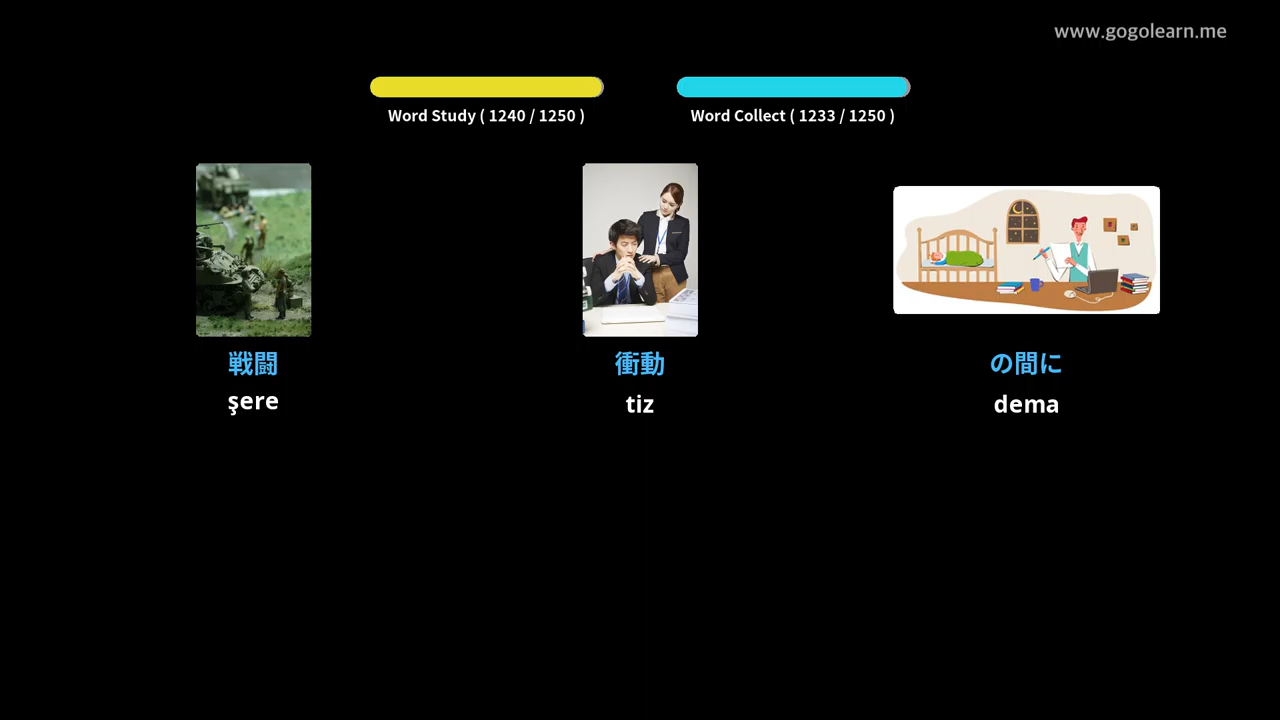 www.gogolearn.me
Word Study ( 1240 / 1250 )
Word Collect ( 1233 / 1250 )
戦闘
şere
衝動
tiz
の間に
dema